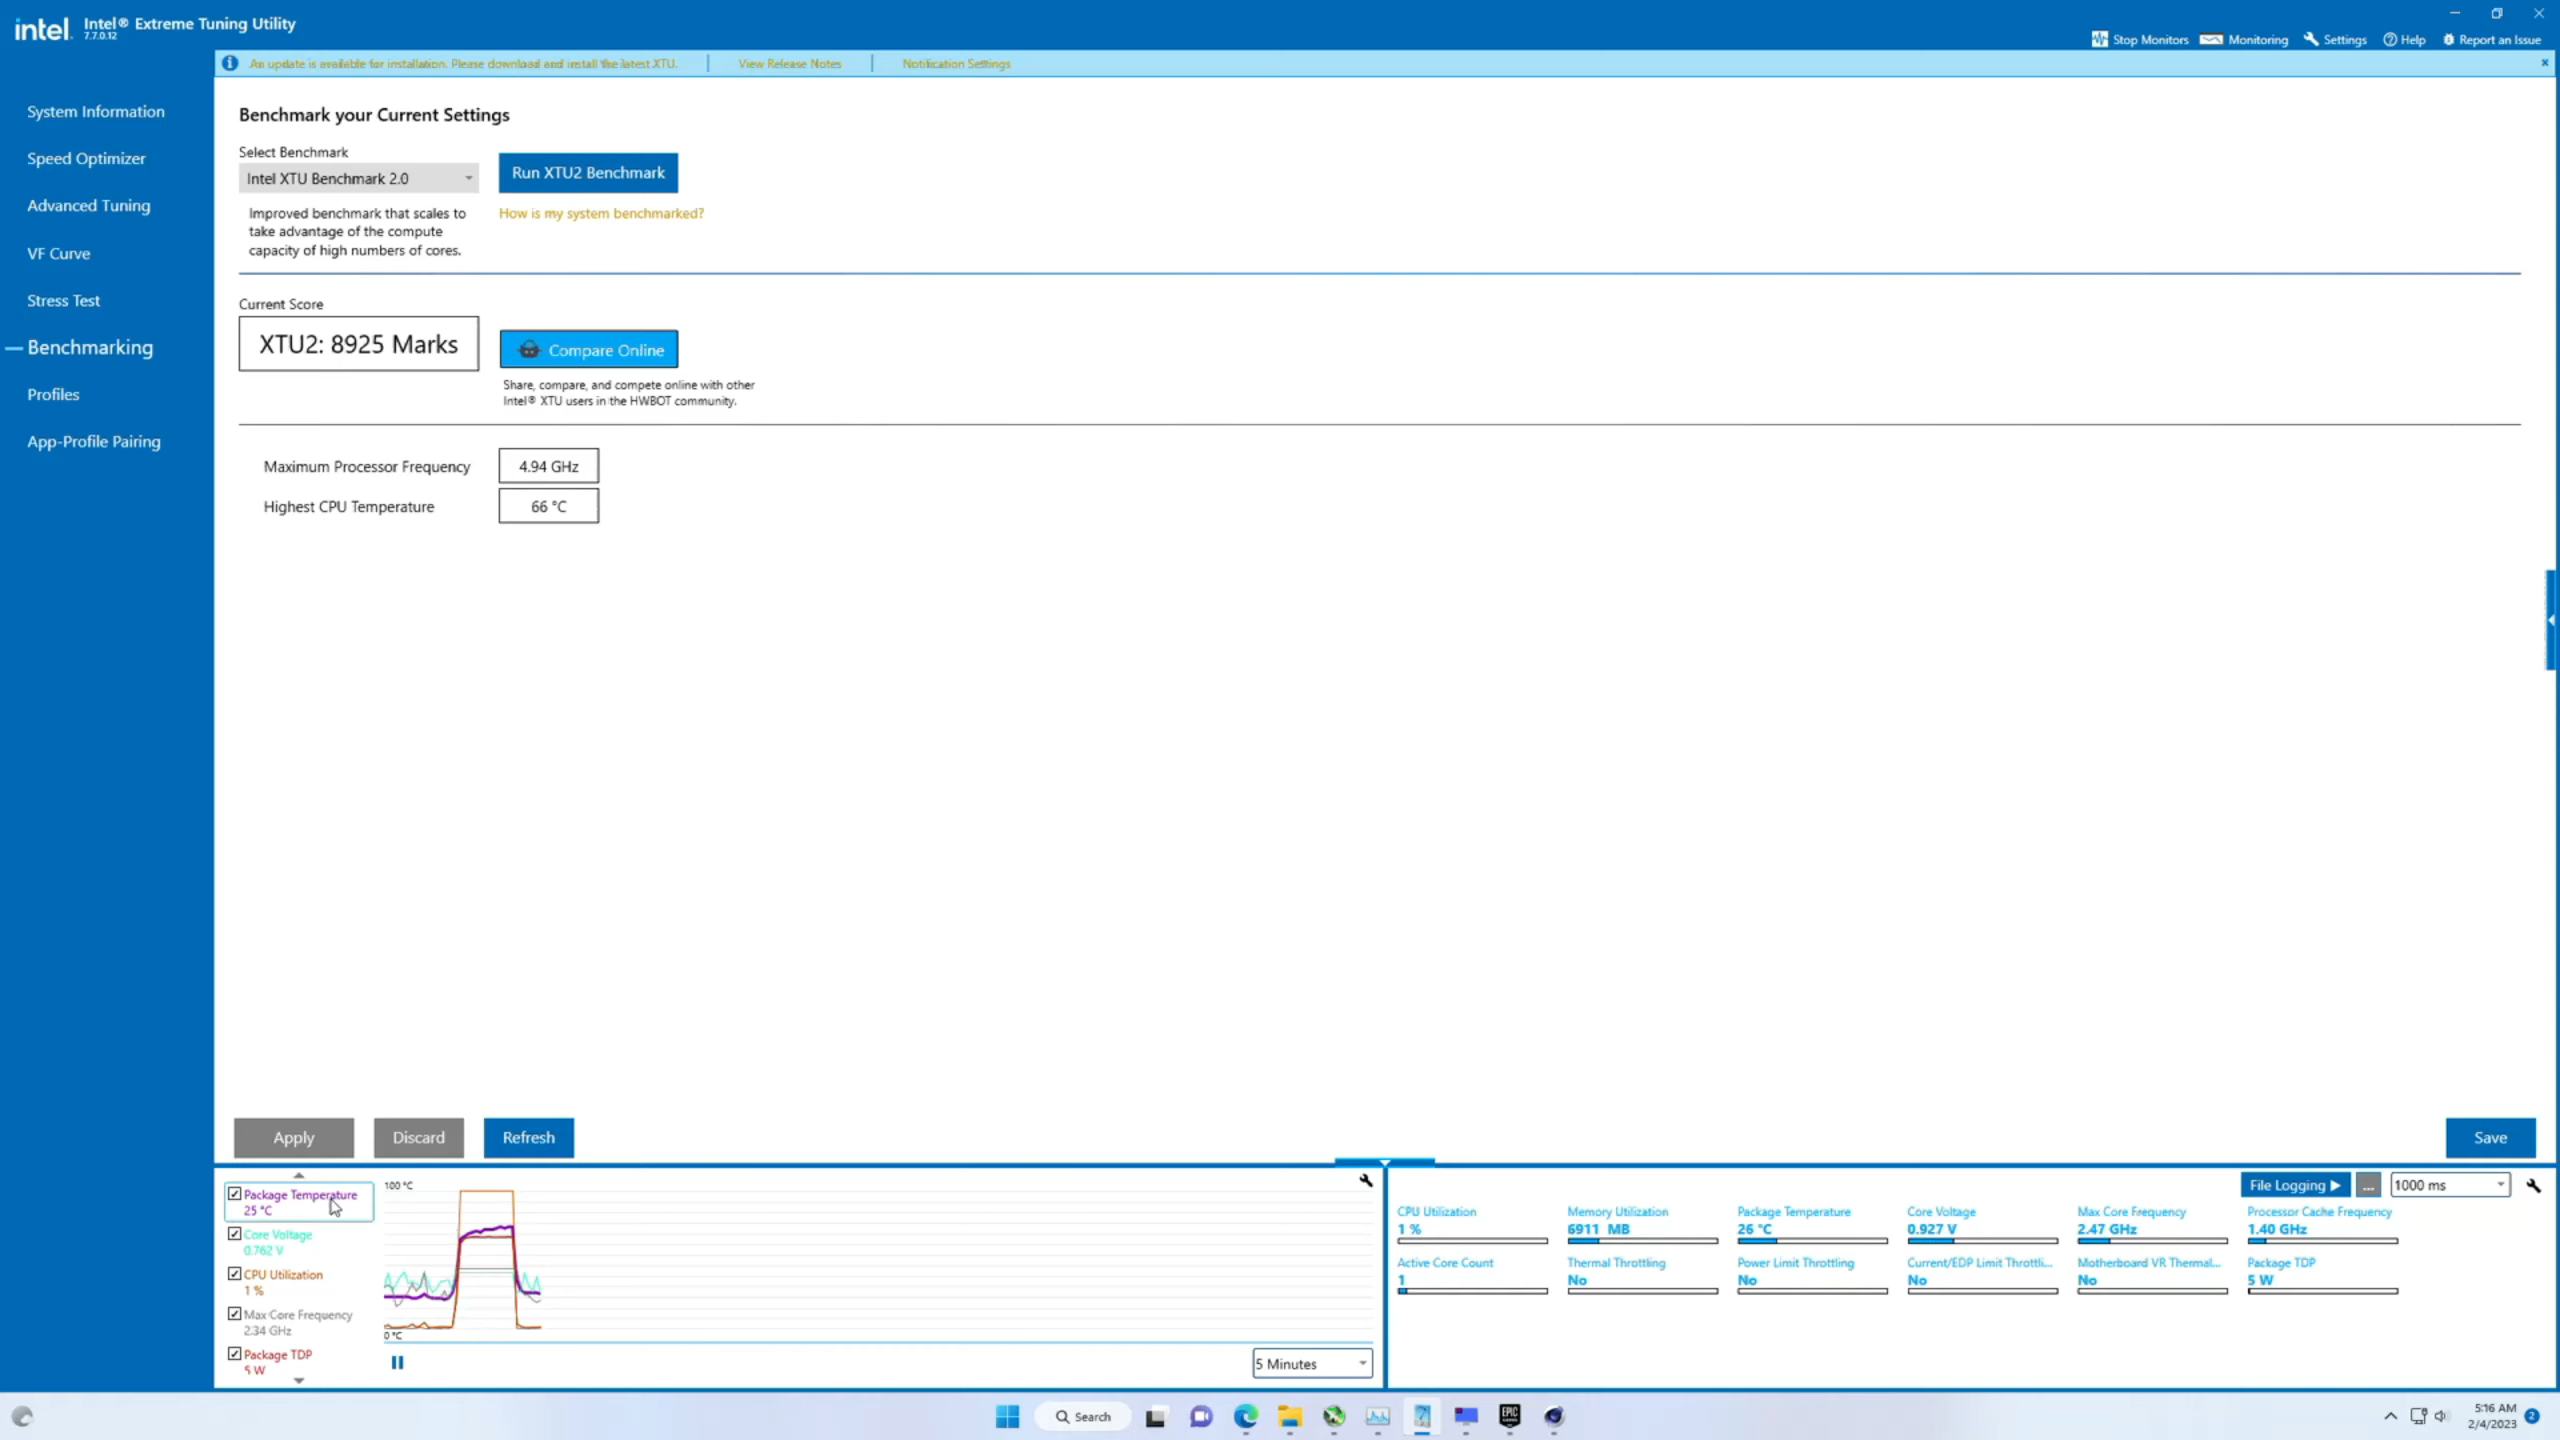 intel.
Intel® Extreme Tuning Utility
7.7.0.12
Stop Monitors
Monitoring
Settings
Help
Report an Issue
An update is available for installation. Please download and install the latest XTU.
View Release Notes
Notification Settings
System Information
Speed Optimizer
Advanced Tuning
VF Curve
Stress Test
Benchmarking
Profiles
App-Profile Pairing
Benchmark your Current Settings
Select Benchmark
Intel XTU Benchmark 2.0
Run XTU2 Benchmark
Improved benchmark that scales to
take advantage of the compute
capacity of high numbers of cores.
How is my system benchmarked?
Current Score
XTU2: 8925 Marks
Compare Online
Share, compare, and compete online with other
Intel® XTU users in the HWBOT community.
Maximum Processor Frequency
4.94 GHz
Highest CPU Temperature
66 °C
Apply
Discard
Refresh
Save
Package Temperature
25 °C
Core Voltage
0.762 V
CPU Utilization
1 %
Max Core Frequency
2.34 GHz
Package TDP
5 W
100 °C
0 °C
5 Minutes
File Logging
...
1000 ms
CPU Utilization
1 %
Memory Utilization
6911 MB
Package Temperature
26 °C
Core Voltage
0.927 V
Max Core Frequency
2.47 GHz
Processor Cache Frequency
1.40 GHz
Active Core Count
1
Thermal Throttling
No
Power Limit Throttling
No
Current/EDP Limit Throttli...
No
Motherboard VR Thermal...
No
Package TDP
5 W
Search
EPIC
5:16 AM
2/4/2023
2